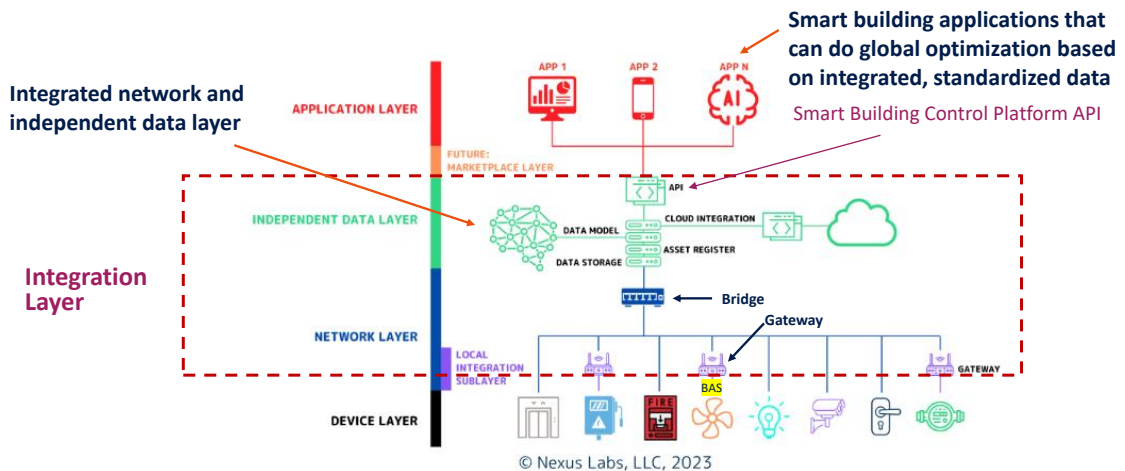 Smart building applications that
can do global optimization based
on integrated, standardized data
Smart Building Control Platform API
Integrated network and
independent data layer
APP 1
APP 2
APP N
AI
APPLICATION LAYER
FUTURE:
MARKETPLACE LAYER
API
INDEPENDENT DATA LAYER
CLOUD INTEGRATION
DATA MODEL
ASSET REGISTER
DATA STORAGE
Integration
Layer
Bridge
Gateway
NETWORK LAYER
LOCAL
INTEGRATION
SUBLAYER
GATEWAY
BAS
FIRE
DEVICE LAYER
© Nexus Labs, LLC, 2023